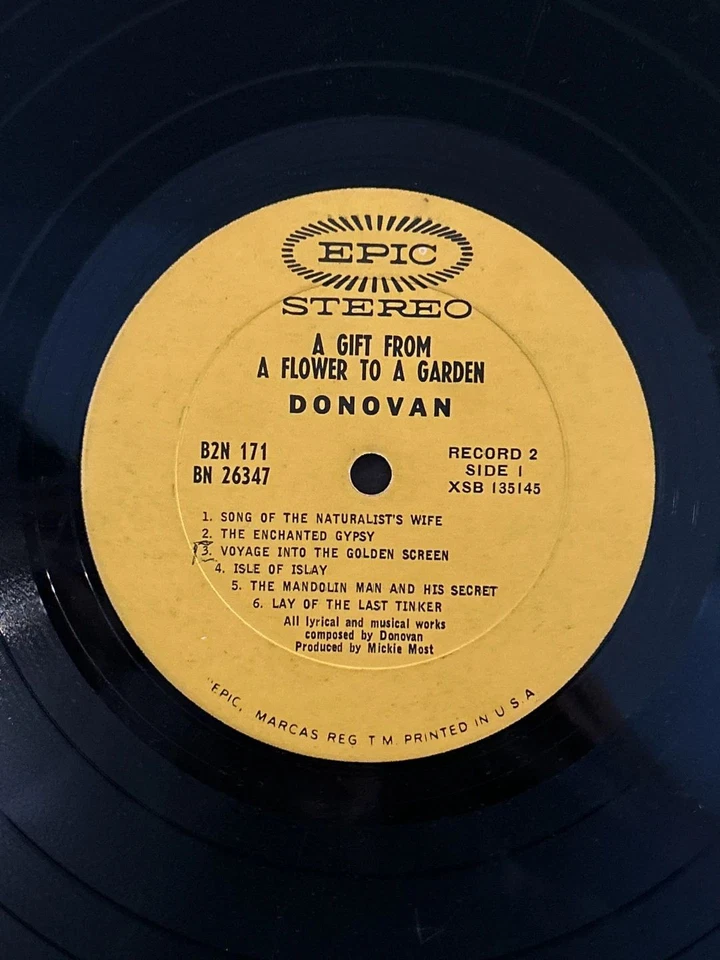 EPIC
STEREO
A GIFT FROM
A FLOWER TO A GARDEN
DONOVAN
B2N 171
BN 26347
RECORD 2
SIDE 1
XSB 135145
1. SONG OF THE NATURALIST'S WIFE
2. THE ENCHANTED GYPSY
3. VOYAGE INTO THE GOLDEN SCREEN
4. ISLE OF ISLAY
5. THE MANDOLIN MAN AND HIS SECRET
6. LAY OF THE LAST TINKER
All lyrical and musical works
composed by Donovan
Produced by Mickie Most
"EPIC, MARCAS REG T M. PRINTED IN U S.A